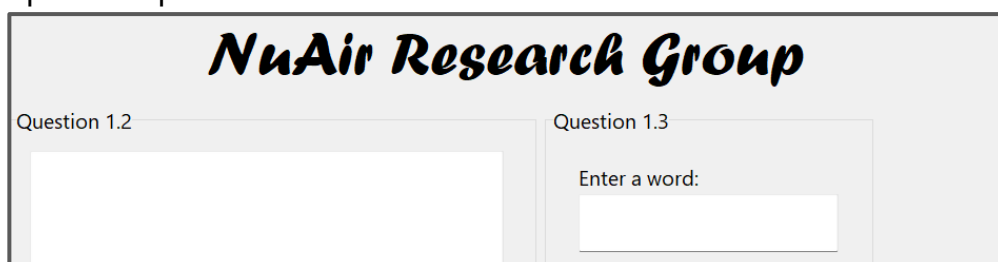 NuAir Research Group
Question 1.2
Question 1.3
Enter a word: